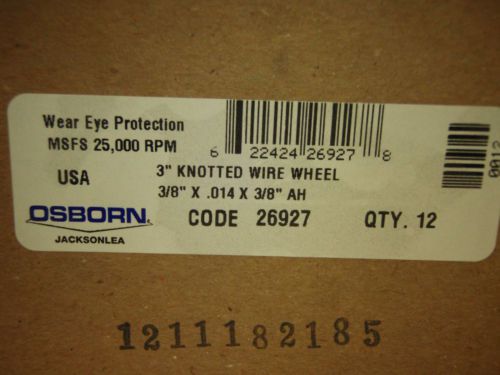 Wear Eye Protection
MSFS 25,000 RPM
6 22424 26927 8
USA
3" KNOTTED WIRE WHEEL
3/8" X .014 X 3/8" AH
OSBORN
JACKSONLEA
CODE 26927 QTY. 12
0012
1211182185